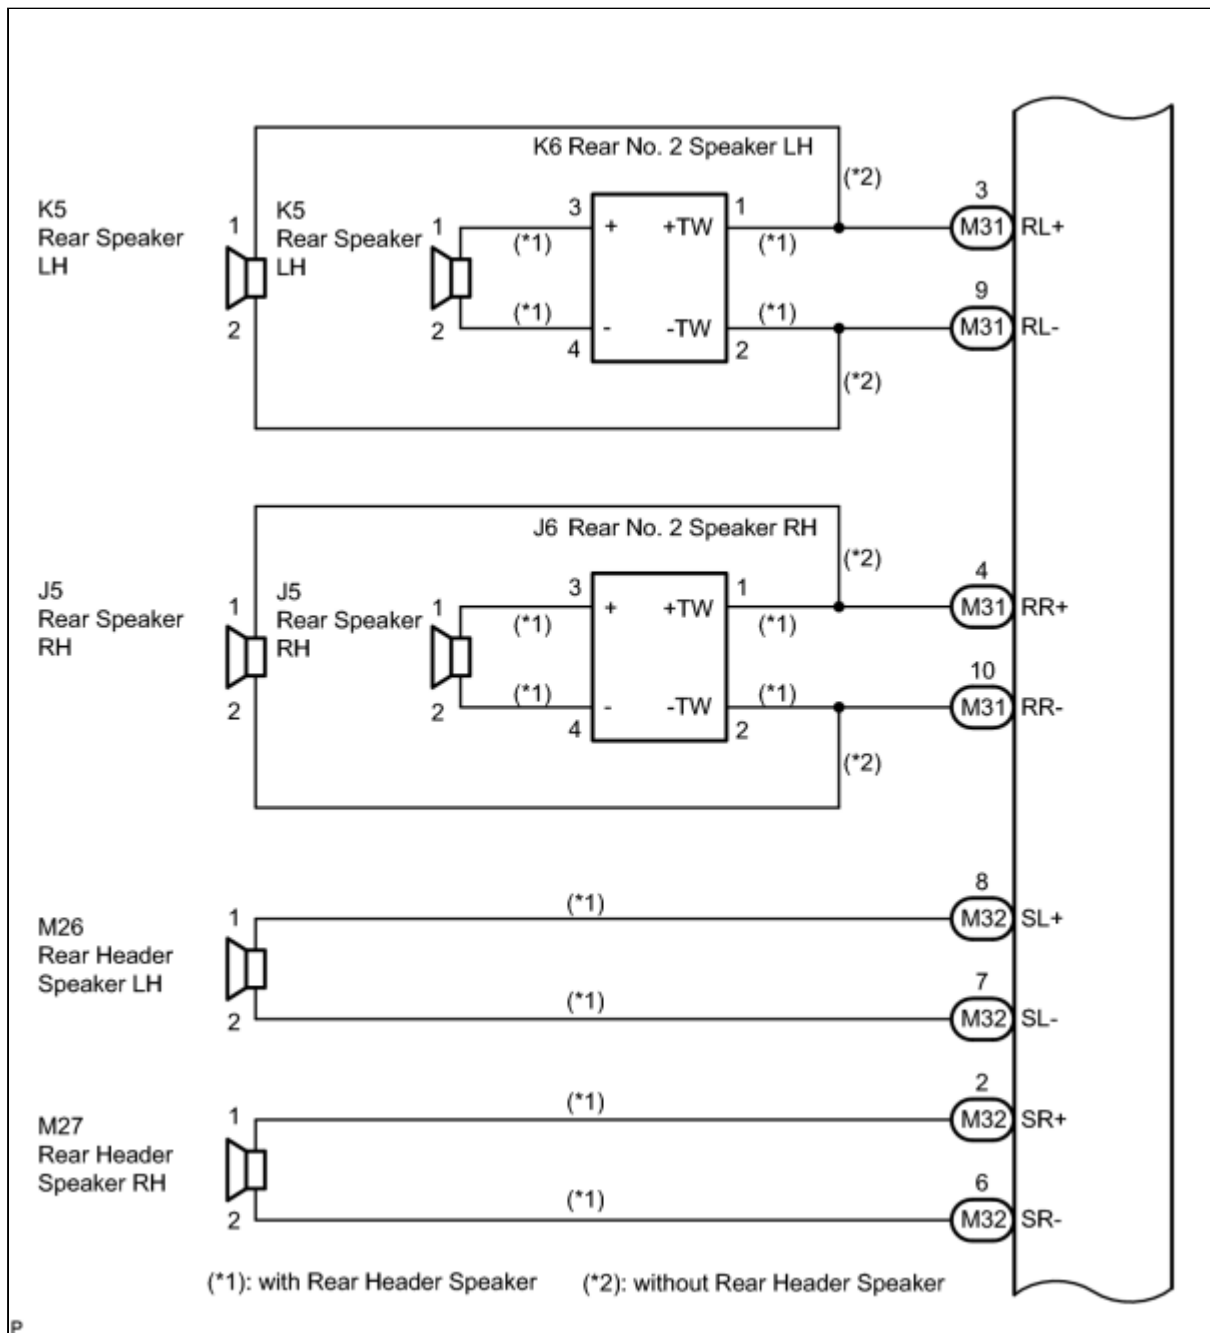 K6 Rear No. 2 Speaker LH
(*2)
3
K5
Rear Speaker
LH
1
2
K5
Rear Speaker
LH
1
2
3
(*1)
(*1)
4
+ +TW
- -TW
1
(*1)
(*1)
2
M31 RL+
9
M31 RL-
(*2)
J6 Rear No. 2 Speaker RH
(*2)
4
J5
Rear Speaker
RH
1
2
J5
Rear Speaker
RH
1
2
3
(*1)
(*1)
4
+ +TW
- -TW
1
(*1)
(*1)
2
M31 RR+
10
M31 RR-
(*2)
M26
Rear Header
Speaker LH
1
2
(*1)
(*1)
8
M32 SL+
7
M32 SL-
M27
Rear Header
Speaker RH
1
2
(*1)
(*1)
2
M32 SR+
6
M32 SR-
(*1): with Rear Header Speaker (*2): without Rear Header Speaker
P